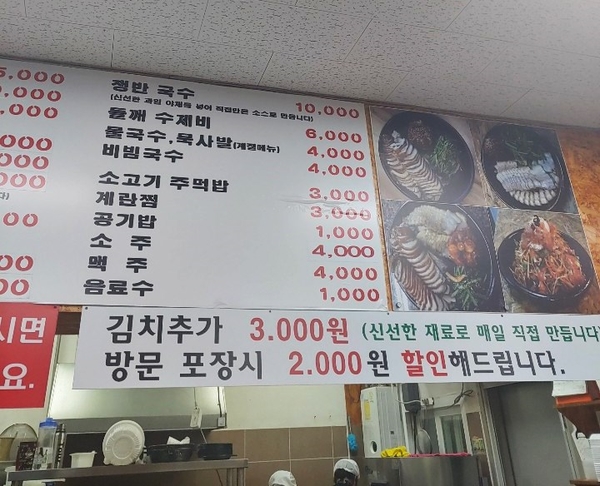 5,000
,000
,000
,000
,000
,000
00
00
00
쟁반 국수 10,000
(신선한 과일 야채를 넣어 직접만든 소스로 만듭니다)
들깨 수제비 6,000
물국수,묵사발(계절메뉴) 4,000
비빔국수 4,000
소고기 주먹밥 3,000
계란찜 3,000
공기밥 1,000
소 주 4,000
맥 주 4,000
음료수 1,000
시면
요.
김치추가 3.000원 (신선한 재료로 매일 직접 만듭니다)
방문 포장시 2.000원 할인해드립니다.